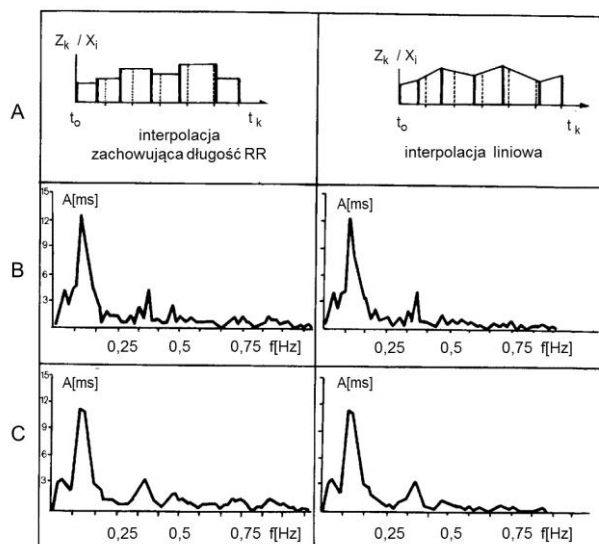 A
Z_k / X_i
t_o
t_k
interpolacja
zachowująca długość RR
Z_k / X_i
t_o
t_k
interpolacja liniowa
B
A[ms]
15
12
9
6
3
0,25 0,5 0,75 f[Hz]
A[ms]
0,25 0,5 0,75 f[Hz]
C
A[ms]
15
12
9
6
3
0,25 0,5 0,75 f[Hz]
A[ms]
0,25 0,5 0,75 f[Hz]